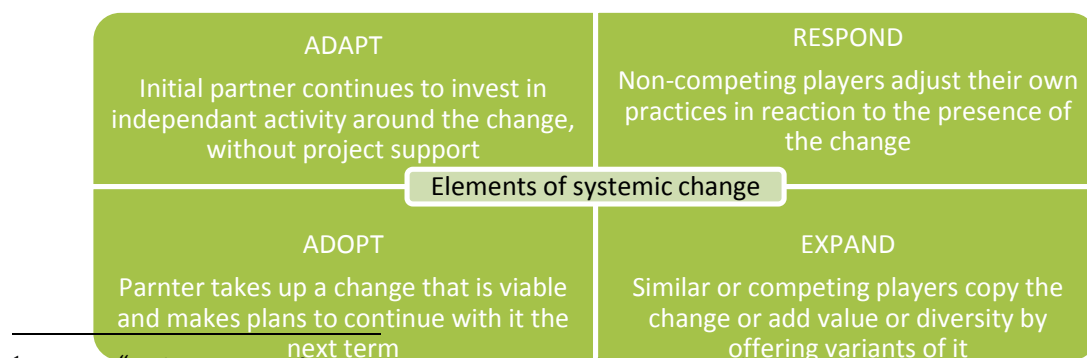 ADAPT
Initial partner continues to invest in
independant activity around the change,
without project support
RESPOND
Non-competing players adjust their own
practices in reaction to the presence of
the change
Elements of systemic change
ADOPT
Parnter takes up a change that is viable
and makes plans to continue with it the
next term
EXPAND
Similar or competing players copy the
change or add value or diversity by
offering variants of it